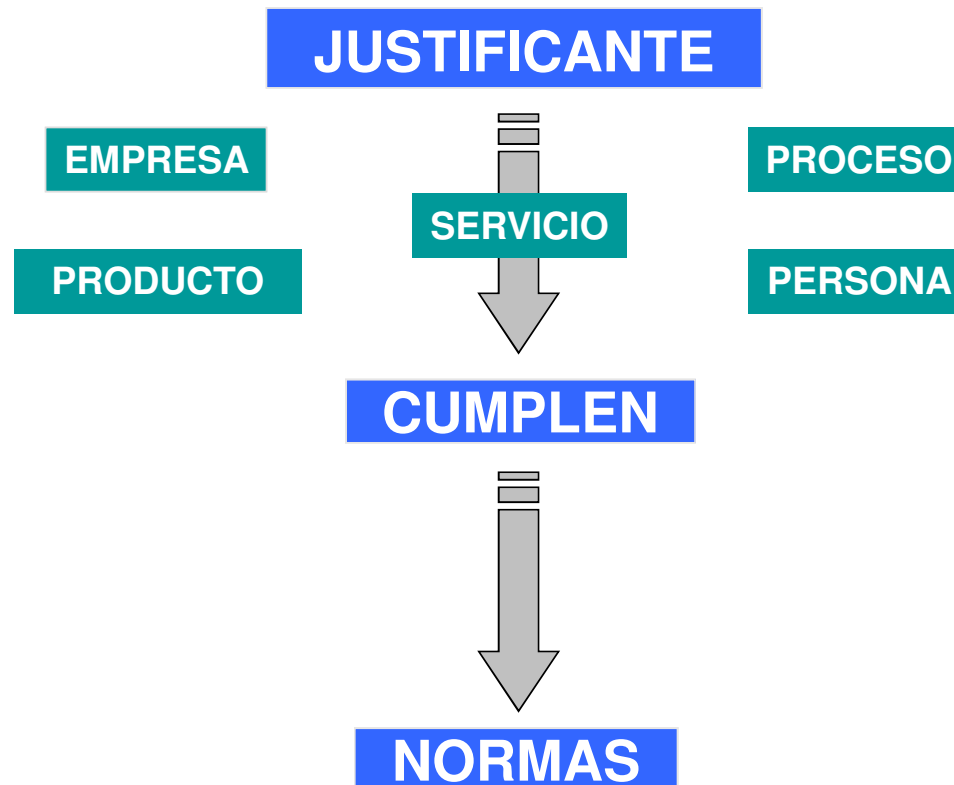 JUSTIFICANTE
EMPRESA
PROCESO
SERVICIO
PRODUCTO
PERSONA
CUMPLEN
NORMAS